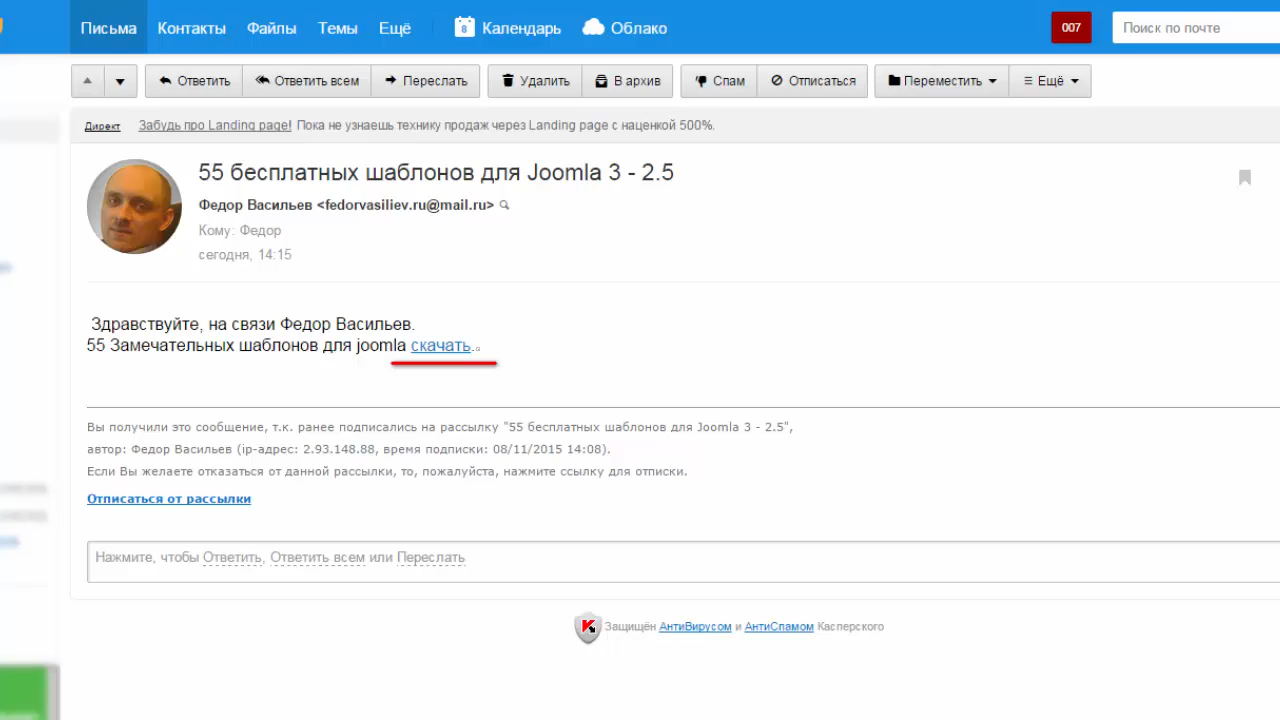 Письма Контакты Файлы Темы Ещё 8 Календарь Облако 007 Поиск по почте
Ответить Ответить всем Переслать Удалить В архив Спам Отписаться Переместить Ещё
Директ Забудь про Landing page! Пока не узнаешь технику продаж через Landing page с наценкой 500%.
55 бесплатных шаблонов для Joomla 3 - 2.5
Федор Васильев <fedorvasiliev.ru@mail.ru>
Кому: Федор
сегодня, 14:15
Здравствуйте, на связи Федор Васильев.
55 Замечательных шаблонов для joomla скачать.
Вы получили это сообщение, т.к. ранее подписались на рассылку "55 бесплатных шаблонов для Joomla 3 - 2.5",
автор: Федор Васильев (ip-адрес: 2.93.148.88, время подписки: 08/11/2015 14:08).
Если Вы желаете отказаться от данной рассылки, то, пожалуйста, нажмите ссылку для отписки.
Отписаться от рассылки
Нажмите, чтобы Ответить, Ответить всем или Переслать
Защищён АнтиВирусом и АнтиСпамом Касперского